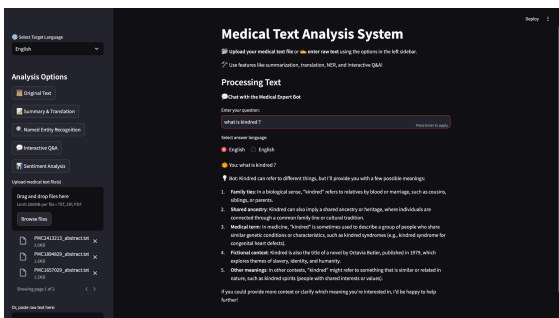 Deploy
Select Target Language
English
Analysis Options
Original Text
Summary & Translation
Named Entity Recognition
Interactive Q&A
Sentiment Analysis
Upload medical text file(s)
Drag and drop files here
Limit 200MB per file • TXT, ZIP, PDF
Browse files
PMC2413213_abstract.txt
PMC1894829_abstract.txt
PMC1657029_abstract.txt
1.2KB
Showing page 1 of 3
Or, paste raw text here:
Medical Text Analysis System
Upload your medical text file or enter raw text using the options in the left sidebar.
Use features like summarization, translation, NER, and interactive Q&A!
Processing Text
Chat with the Medical Expert Bot
Enter your question:
what is kindred ?
Press Enter to apply
Select answer language:
English English
You: what is kindred ?
Bot: Kindred can refer to different things, but I'll provide you with a few possible meanings:
1. Family ties: In a biological sense, "kindred" refers to relatives by blood or marriage, such as cousins,
siblings, or parents.
2. Shared ancestry: Kindred can also imply a shared ancestry or heritage, where individuals are
connected through a common family line or cultural tradition.
3. Medical term: In medicine, "kindred" is sometimes used to describe a group of people who share
similar genetic conditions or characteristics, such as kindred syndromes (e.g., kindred syndrome for
congenital heart defects).
4. Fictional context: Kindred is also the title of a novel by Octavia Butler, published in 1979, which
explores themes of slavery, identity, and humanity.
5. Other meanings: In other contexts, "kindred" might refer to something that is similar or related in
nature, such as kindred spirits (people with shared interests or values).
If you could provide more context or clarify which meaning you're interested in, I'd be happy to help
further!